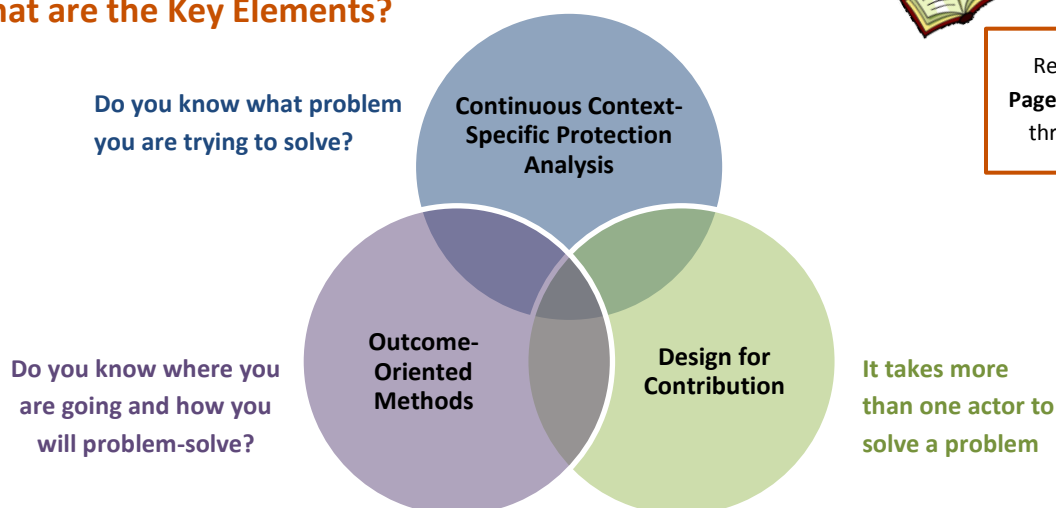 hat are the Key Elements?
Do you know what problem
you are trying to solve?
Continuous Context-
Specific Protection
Analysis
Re
Page
thr
Outcome-
Oriented
Methods
Design for
Contribution
Do you know where you
are going and how you
will problem-solve?
It takes more
than one actor to
solve a problem